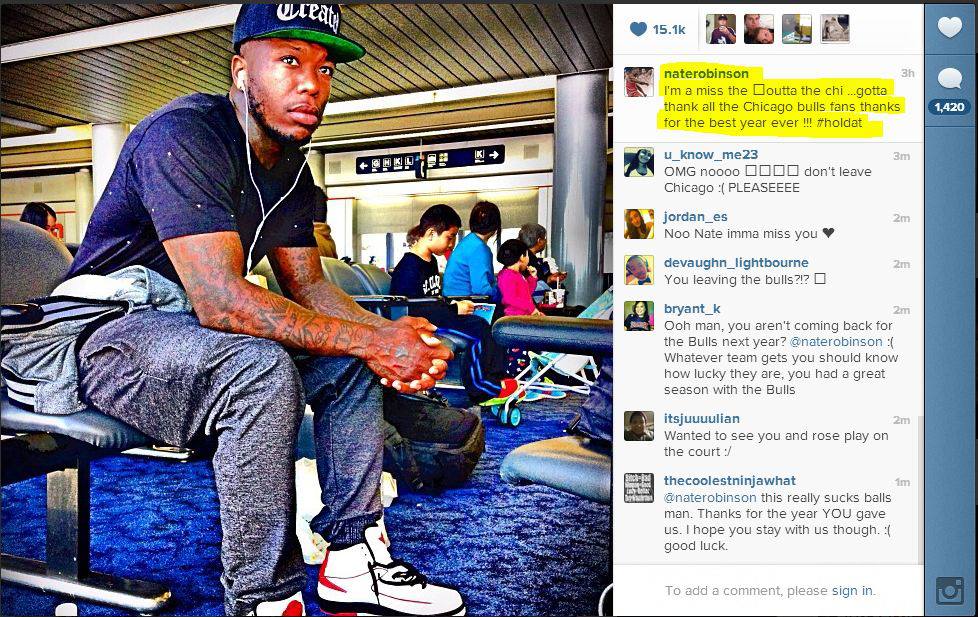 Create
G H K L
K
15.1k
naterobinson
3h
I'm a miss the □outta the chi ...gotta
thank all the Chicago bulls fans thanks
for the best year ever !!! #holdat
u_know_me23
3m
OMG noooo □□□□ don't leave
Chicago :( PLEASEEEE
jordan_es
2m
Noo Nate imma miss you ♥
devaughn_lightbourne
2m
You leaving the bulls?!? □
bryant_k
2m
Ooh man, you aren't coming back for
the Bulls next year? @naterobinson :(
Whatever team gets you should know
how lucky they are, you had a great
season with the Bulls
itsjuuuulian
2m
Wanted to see you and rose play on
the court :/
thecoolestninjawhat
1m
@naterobinson this really sucks balls
man. Thanks for the year YOU gave
us. I hope you stay with us though. :(
good luck.
To add a comment, please sign in.
1,420